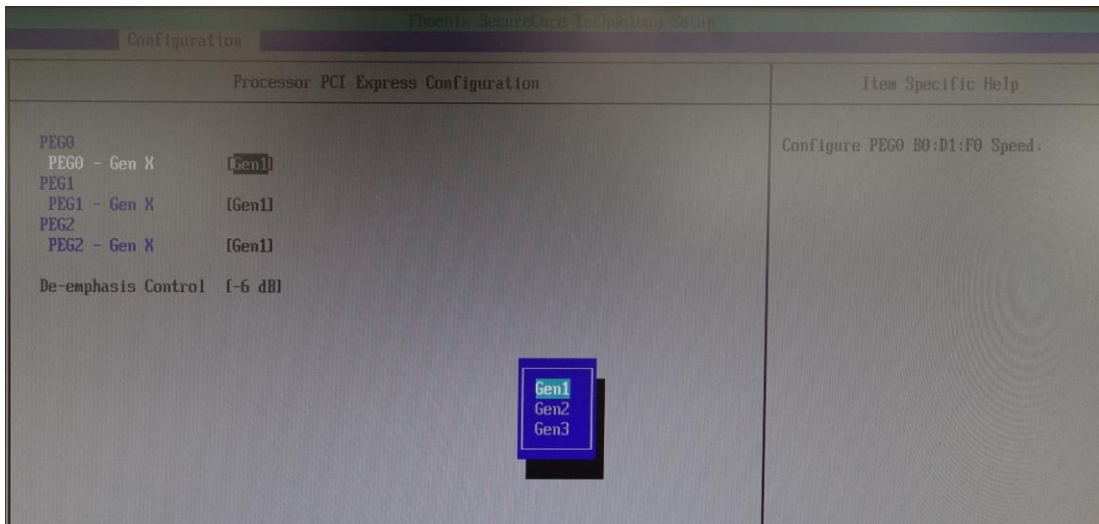 Phoenix SecureCore Technology Setup
Configuration
Processor PCI Express Configuration
Item Specific Help
PEG0
PEG0 - Gen X [Gen1]
PEG1
PEG1 - Gen X [Gen1]
PEG2
PEG2 - Gen X [Gen1]
De-emphasis Control [-6 dB]
Configure PEG0 B0:D1:F0 Speed.
Gen1
Gen2
Gen3